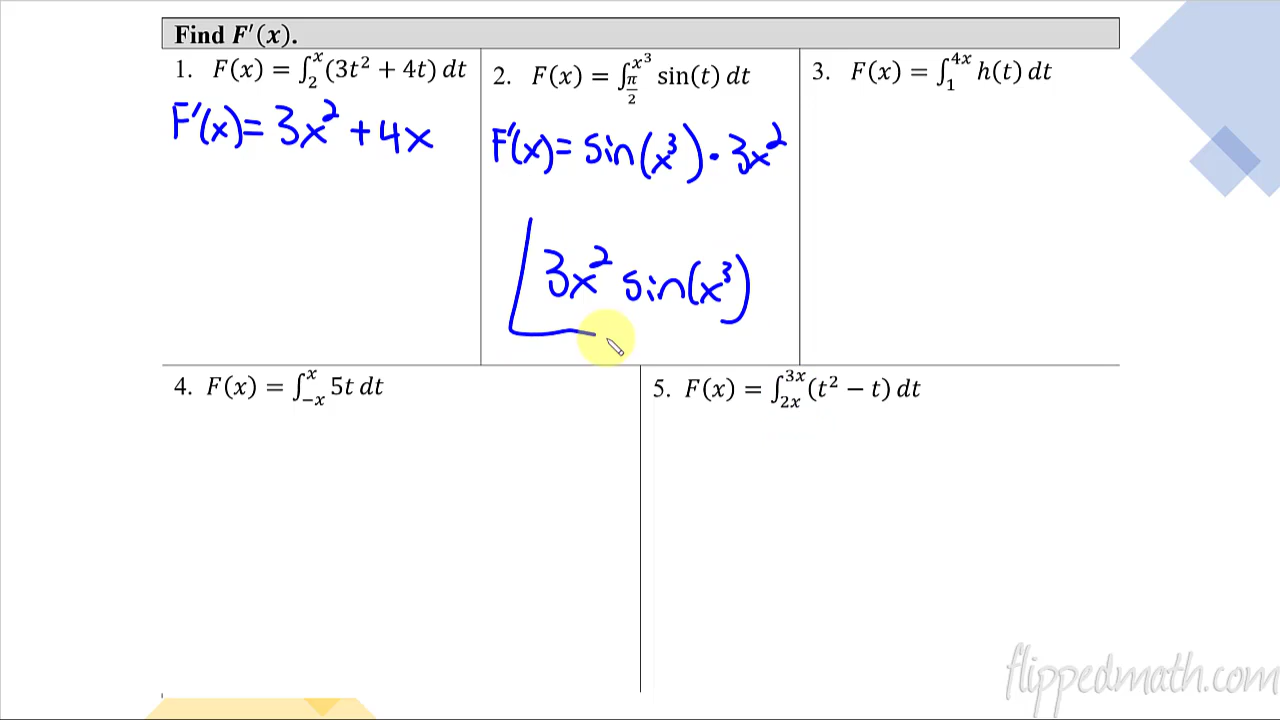 Find F′(x).
1. F(x) = ∫₂ˣ(3t² + 4t) dt
F'(x)= 3x² + 4x
2. F(x) = ∫_{π/2}^{x³} sin(t) dt
F'(x)= sin(x³) · 3x²
3x² sin(x³)
3. F(x) = ∫₁^{4x} h(t) dt
4. F(x) = ∫₋ₓˣ 5t dt
5. F(x) = ∫_{2x}^{3x}(t² − t) dt
flippedmath.com